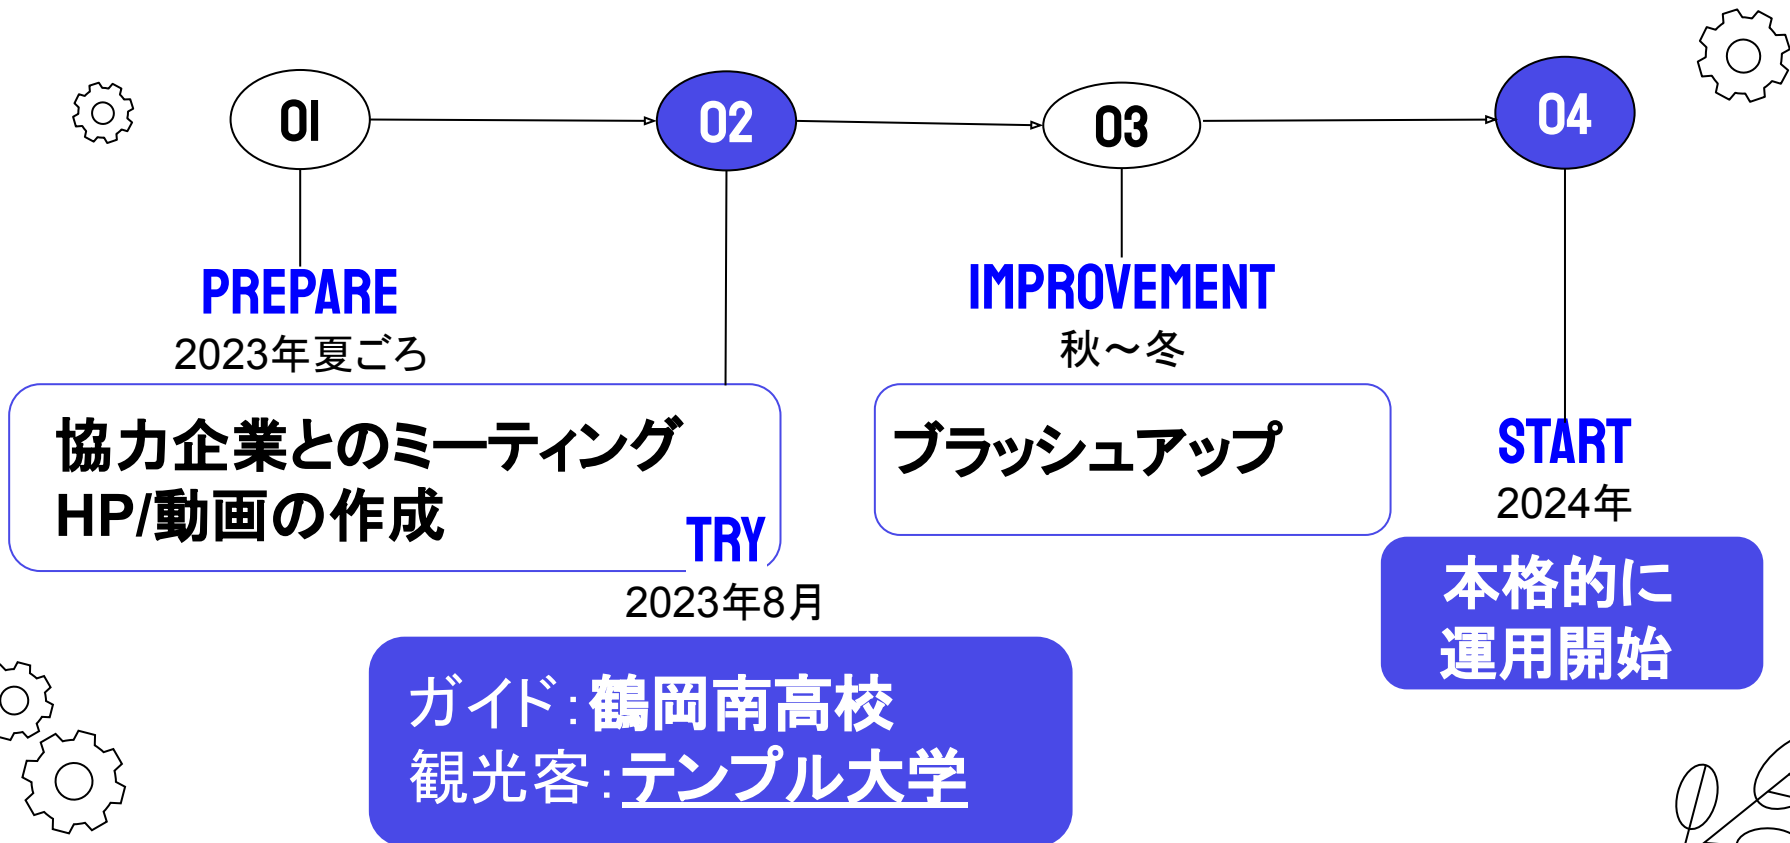 01
02
03
04
PREPARE
2023年夏ごろ
協力企業とのミーティング
HP/動画の作成
TRY
2023年8月
ガイド:鶴岡南高校
観光客:テンプル大学
IMPROVEMENT
秋〜冬
ブラッシュアップ
START
2024年
本格的に
運用開始